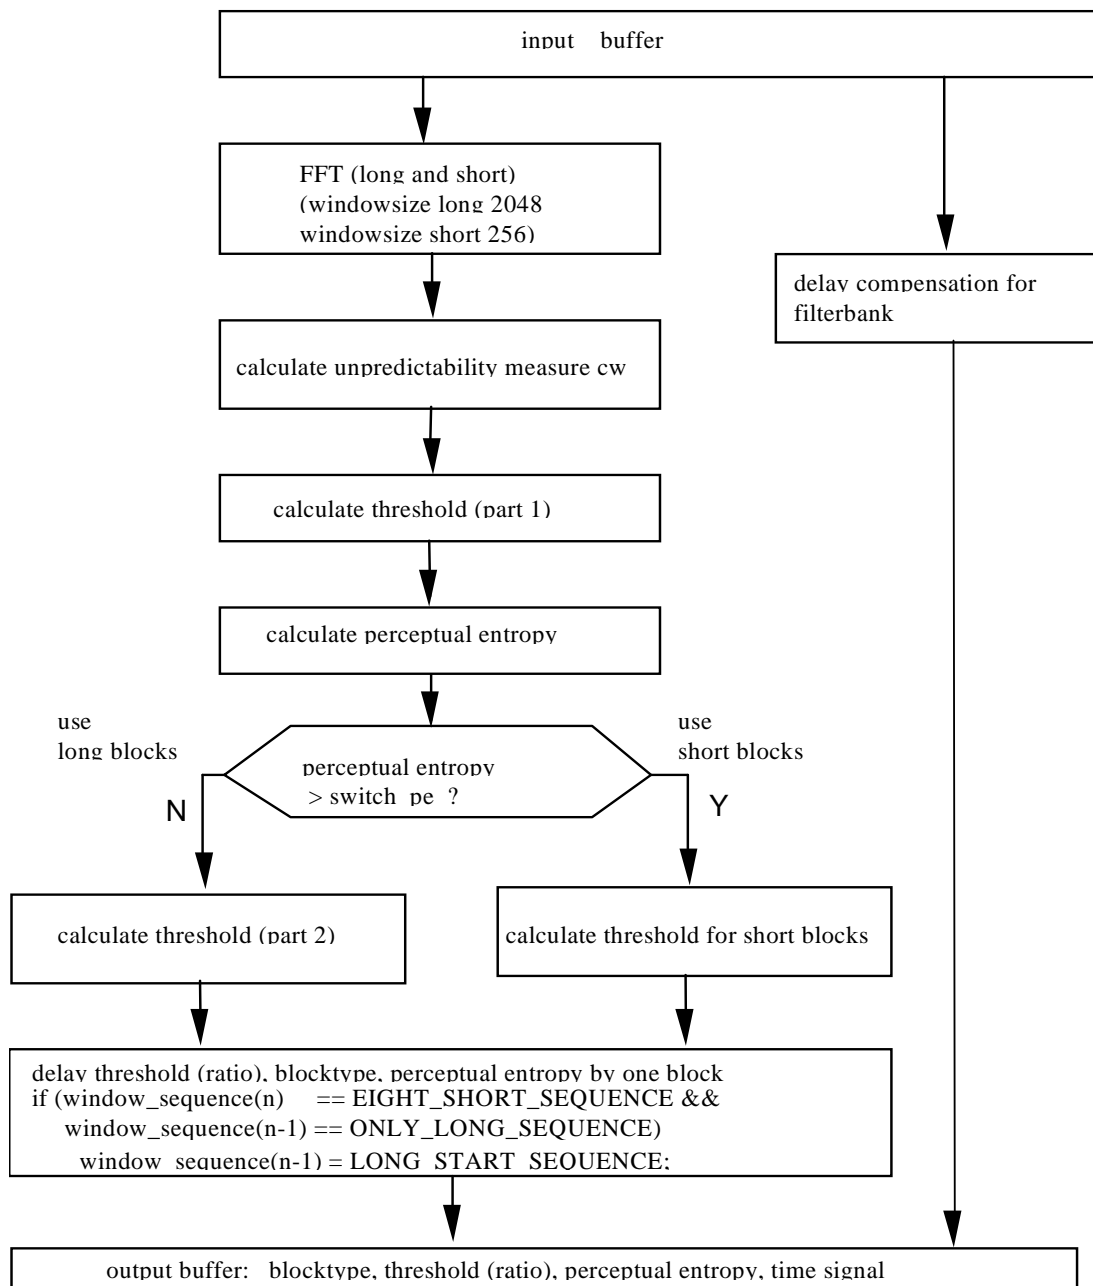 input buffer
FFT (long and short)
(windowsize long 2048
windowsize short 256)
delay compensation for
filterbank
calculate unpredictability measure cw
calculate threshold (part 1)
calculate perceptual entropy
use
long blocks
use
short blocks
perceptual entropy
> switch_pe ?
N
Y
calculate threshold (part 2)
calculate threshold for short blocks
delay threshold (ratio), blocktype, perceptual entropy by one block
if (window_sequence(n) == EIGHT_SHORT_SEQUENCE &&
window_sequence(n-1) == ONLY_LONG_SEQUENCE)
window_sequence(n-1) = LONG_START_SEQUENCE;
output buffer: blocktype, threshold (ratio), perceptual entropy, time signal